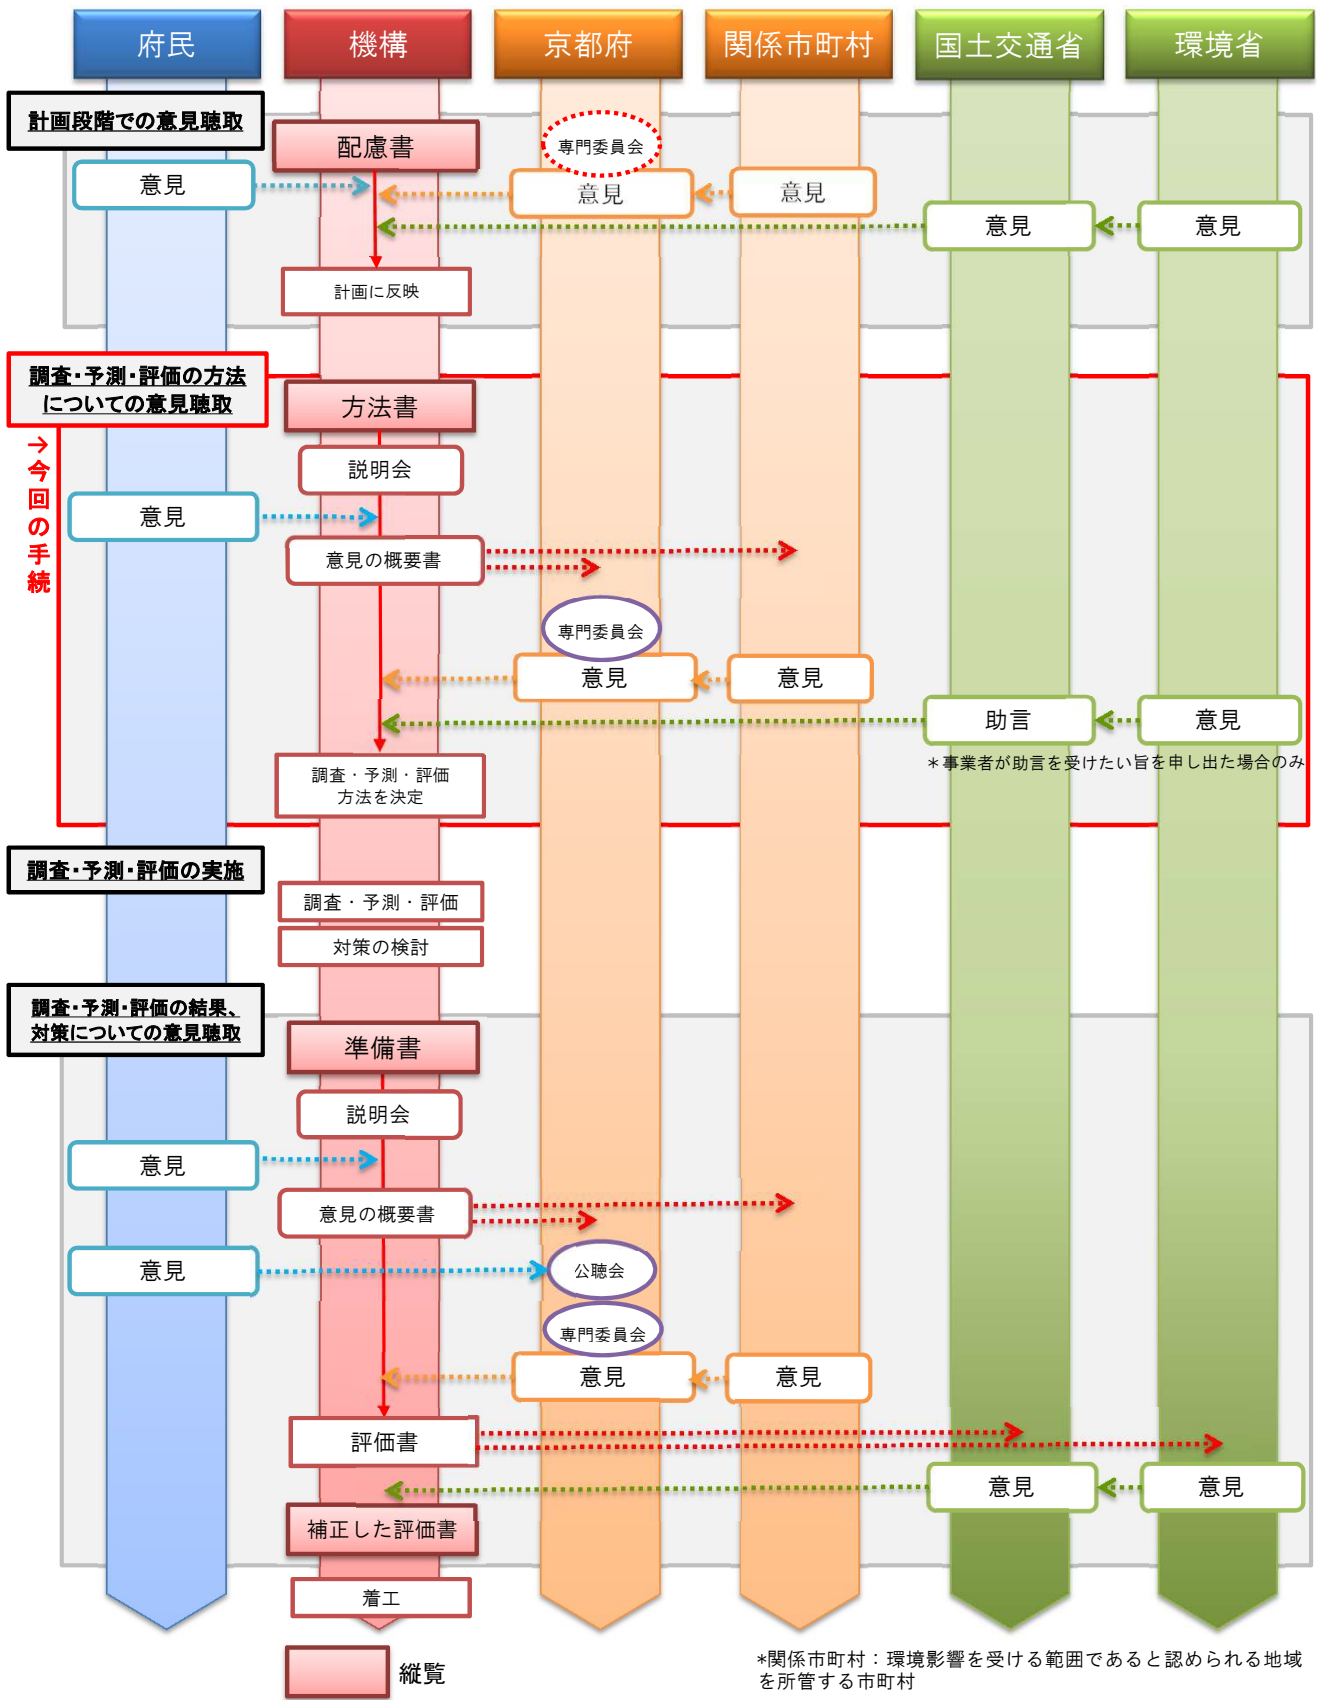 府民
機構
京都府
関係市町村
国土交通省
環境省
計画段階での意見聴取
配慮書
専門委員会
意見
意見
意見
意見
意見
計画に反映
調査・予測・評価の方法
についての意見聴取
方法書
→今回の手続
説明会
意見
意見の概要書
専門委員会
意見
意見
助言
意見
＊事業者が助言を受けたい旨を申し出た場合のみ
調査・予測・評価
方法を決定
調査・予測・評価の実施
調査・予測・評価
対策の検討
調査・予測・評価の結果、
対策についての意見聴取
準備書
説明会
意見
意見の概要書
意見
公聴会
専門委員会
意見
意見
評価書
意見
意見
補正した評価書
着工
縦覧
*関係市町村：環境影響を受ける範囲であると認められる地域
を所管する市町村